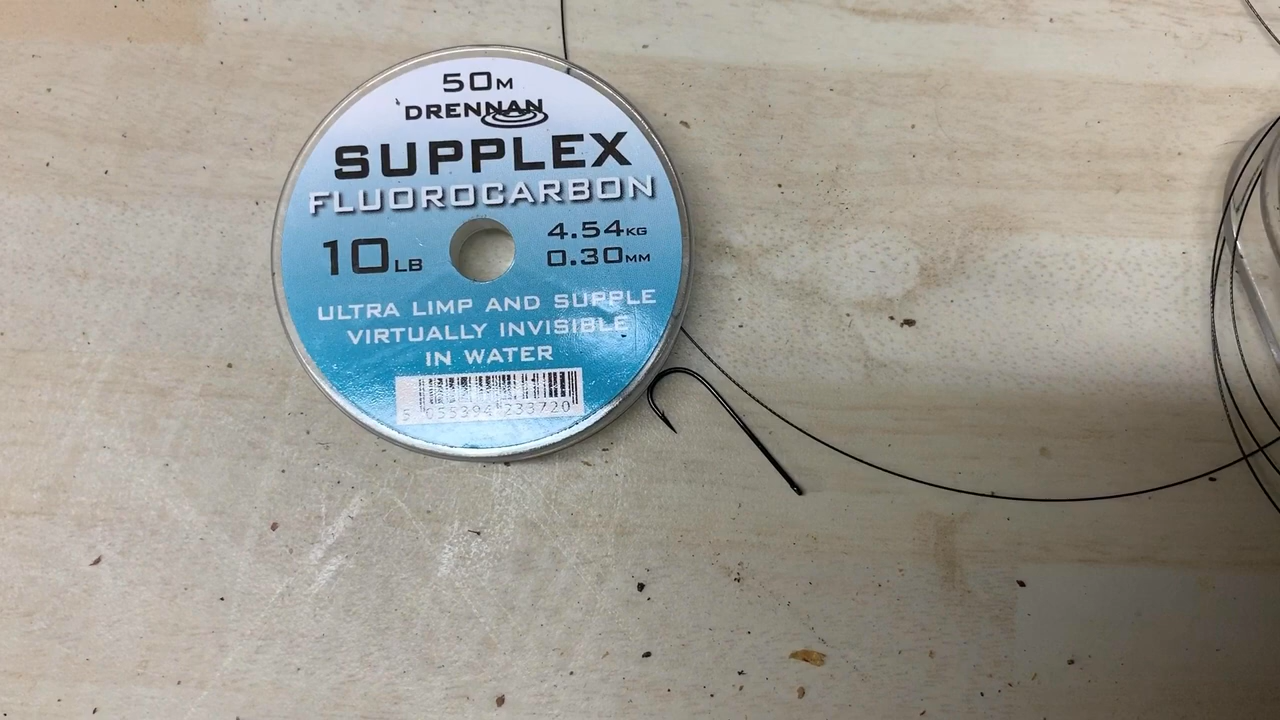 50M
DRENNAN
SUPPLEX
FLUOROCARBON
10LB
4.54KG
0.30MM
ULTRA LIMP AND SUPPLE
VIRTUALLY INVISIBLE
IN WATER
5 055394 233720